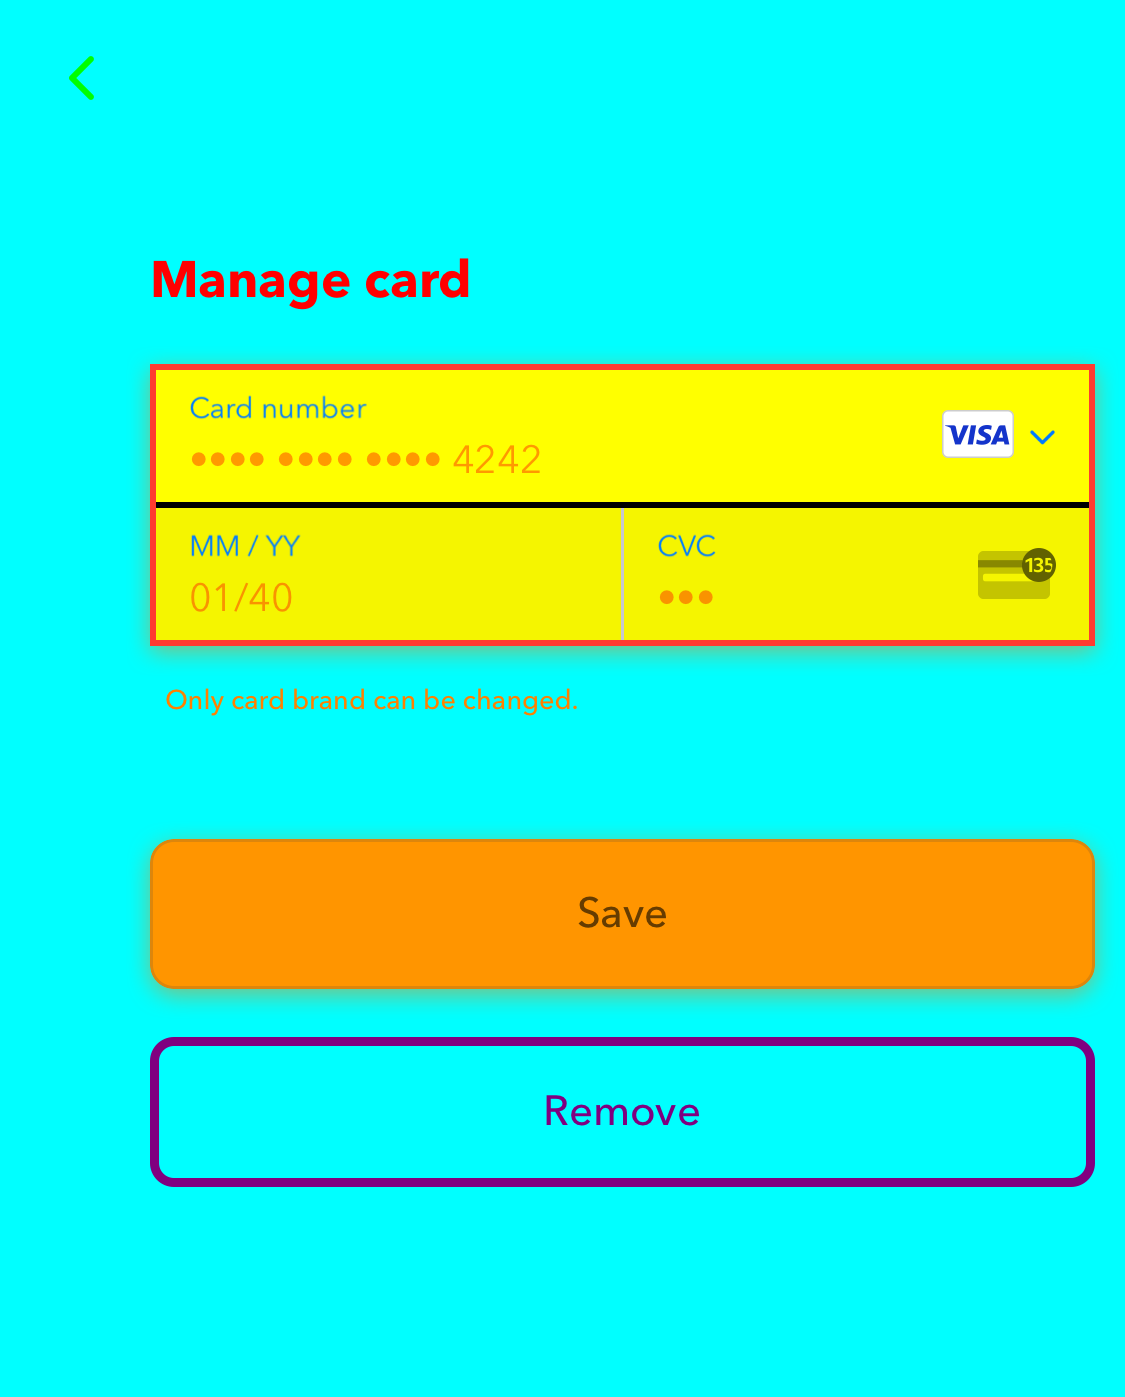 Manage card
Card number
VISA
•••• •••• •••• 4242
MM / YY
CVC
01/40
•••
135
Only card brand can be changed.
Save
Remove